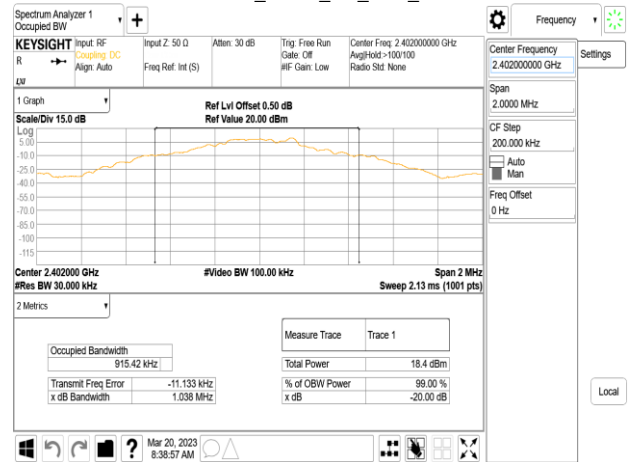 Spectrum Analyzer 1
Occupied BW
Frequency
KEYSIGHT
R
Input: RF
Coupling: DC
Align: Auto
Input Z: 50 Ω
Freq Ref: Int (S)
Atten: 30 dB
Trig: Free Run
Gate: Off
#IF Gain: Low
Center Freq: 2.402000000 GHz
Avg|Hold:>100/100
Radio Std: None
Center Frequency
2.402000000 GHz
Settings
Span
2.0000 MHz
CF Step
200.000 kHz
Auto
Man
Freq Offset
0 Hz
1 Graph
Scale/Div 15.0 dB
Ref Lvl Offset 0.50 dB
Ref Value 20.00 dBm
Log
5.00
-10.0
-25.0
-40.0
-55.0
-70.0
-85.0
-100
-115
Center 2.402000 GHz
#Res BW 30.000 kHz
#Video BW 100.00 kHz
Span 2 MHz
Sweep 2.13 ms (1001 pts)
2 Metrics
Occupied Bandwidth
915.42 kHz
Transmit Freq Error -11.133 kHz
x dB Bandwidth 1.038 MHz
Measure Trace Trace 1
Total Power 18.4 dBm
% of OBW Power 99.00 %
x dB -20.00 dB
Local
?
Mar 20, 2023
8:38:57 AM